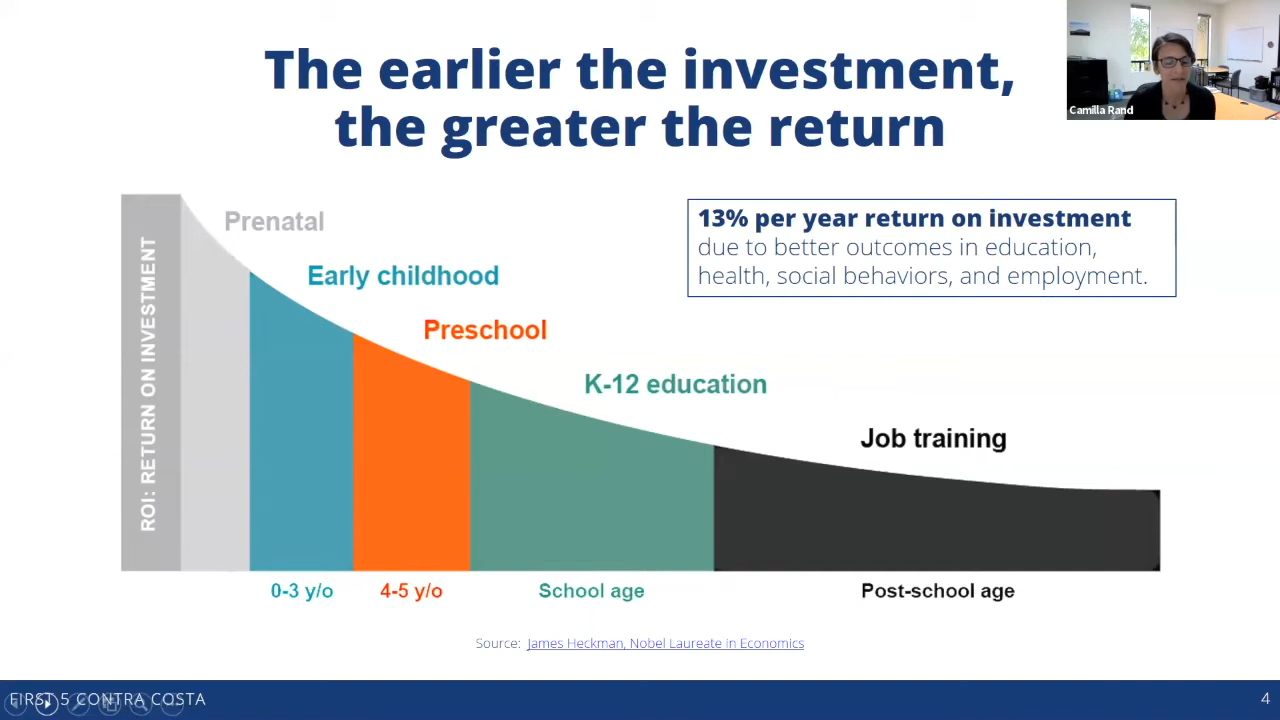 The earlier the investment,
the greater the return
Camilla Rand
ROI: RETURN ON INVESTMENT
Prenatal
Early childhood
Preschool
K-12 education
Job training
13% per year return on investment
due to better outcomes in education,
health, social behaviors, and employment.
0-3 y/o
4-5 y/o
School age
Post-school age
Source: James Heckman, Nobel Laureate in Economics
FIRST 5 CONTRA COSTA
4